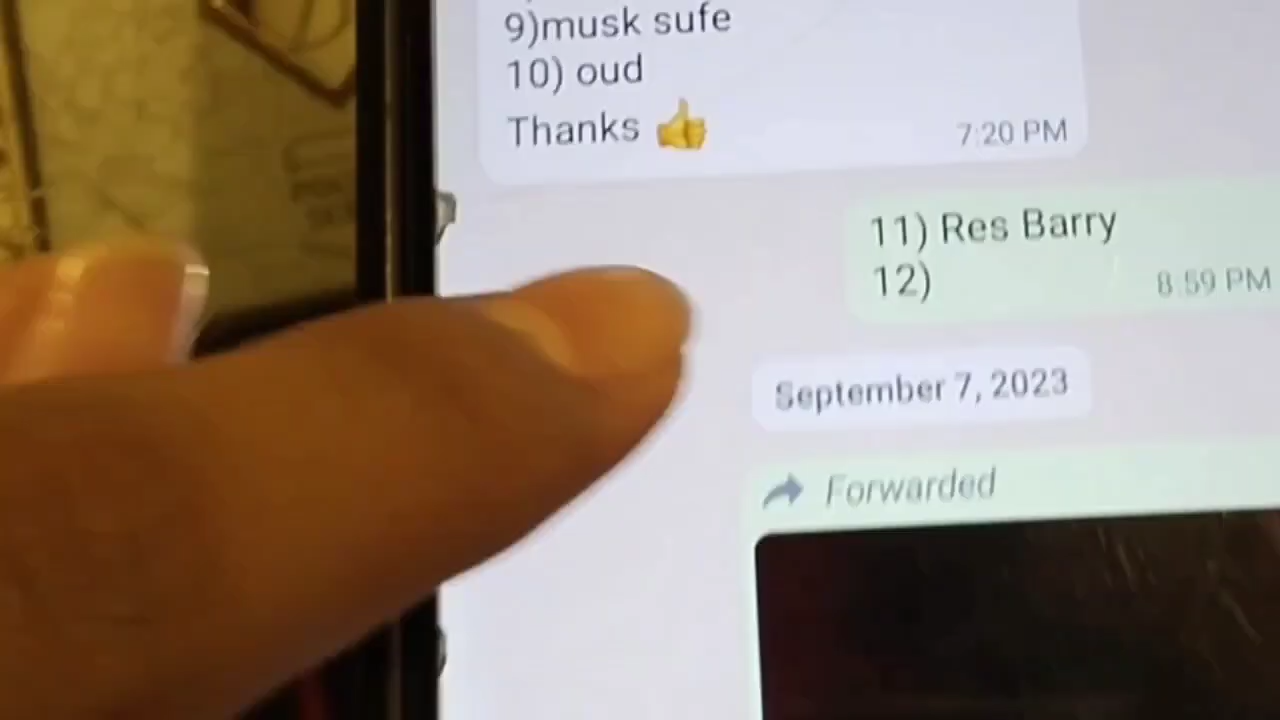 9)musk sufe
10) oud
Thanks 👍
7:20 PM
11) Res Barry
12)
8:59 PM
September 7, 2023
Forwarded